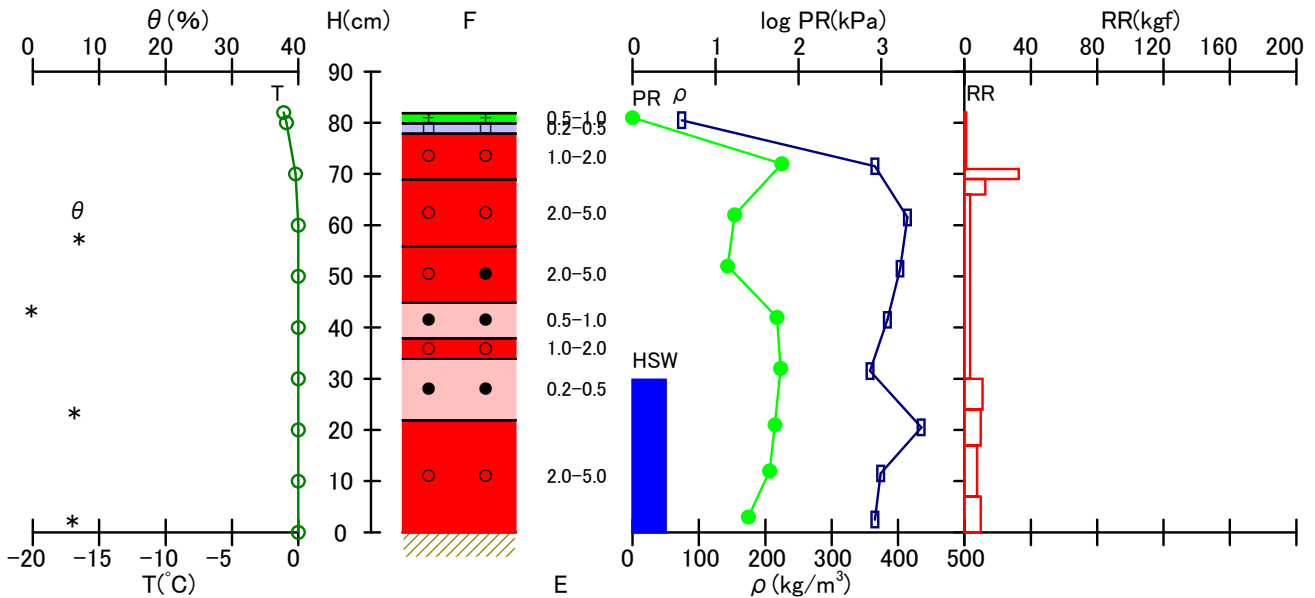 θ (%) H(cm) F log PR(kPa) RR(kgf)
0 10 20 30 40 0 1 2 3 4 0 40 80 120 160 200
90
T PR ρ RR
80 0.5−1.0
0.2−0.5
70 1.0−2.0
θ
60 2.0−5.0
50 2.0−5.0
40 0.5−1.0
1.0−2.0
HSW
30 0.2−0.5
20
10 2.0−5.0
0
−20 −15 −10 −5 0 0 100 200 300 400 500
T(°C) E ρ (kg/m³)